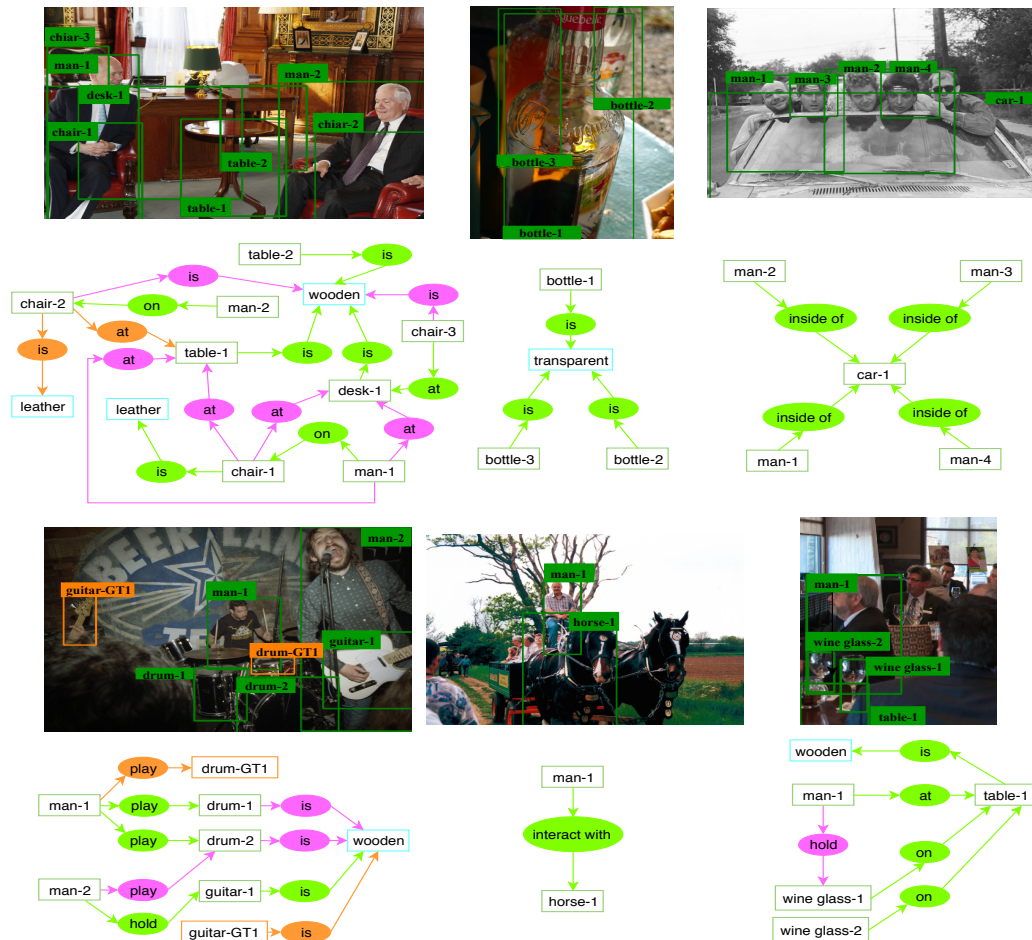 chiar-3
man-1
man-2
desk-1
chair-1
chiar-2
table-2
table-1
bottle-2
bottle-3
bottle-1
man-1
man-3
man-2
man-4
car-1
table-2
is
is
chair-2
on
man-2
wooden
is
at
chair-3
is
at
table-1
is
is
leather
leather
at
at
desk-1
at
on
at
is
chair-1
man-1
bottle-1
is
transparent
is
is
bottle-3
bottle-2
man-2
man-3
inside of
inside of
car-1
inside of
inside of
man-1
man-4
BEER
man-2
guitar-GT1
man-1
guitar-1
drum-GT1
drum-1
drum-2
man-1
horse-1
man-1
wine glass-2
wine glass-1
table-1
play
drum-GT1
man-1
play
drum-1
is
play
drum-2
is
wooden
man-2
play
hold
guitar-1
is
guitar-GT1
is
man-1
interact with
horse-1
wooden
is
man-1
at
table-1
hold
on
wine glass-1
on
wine glass-2